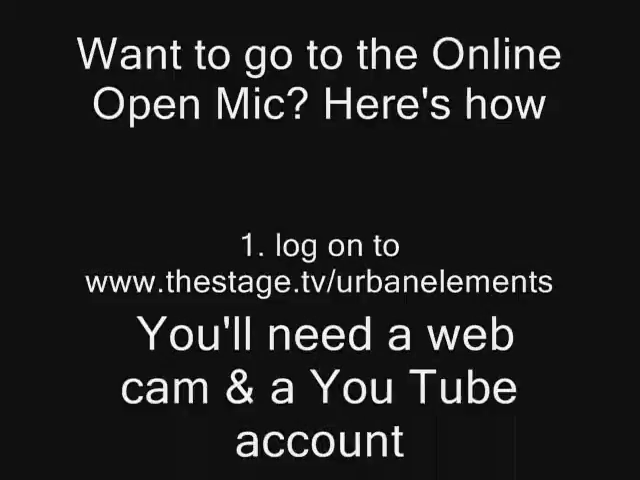 Want to go to the Online
Open Mic? Here's how
1. log on to
www.thestage.tv/urbanelements
You'll need a web
cam & a You Tube
account